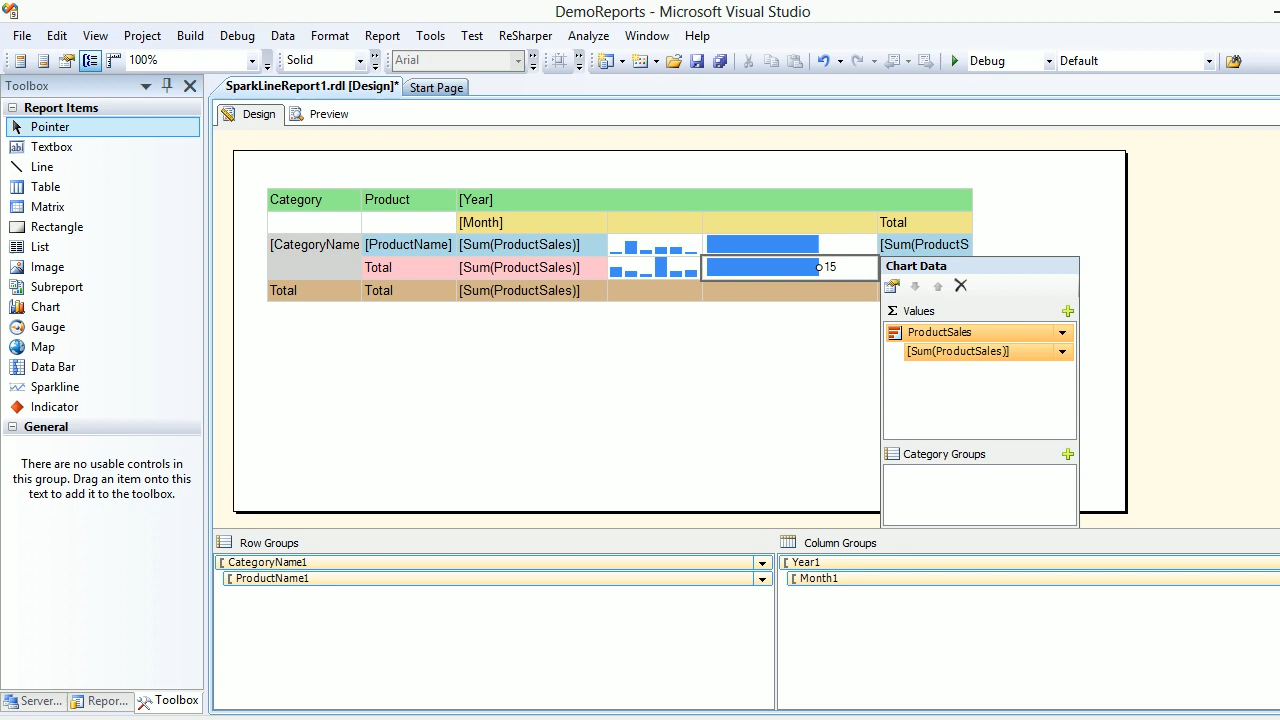 DemoReports - Microsoft Visual Studio
File Edit View Project Build Debug Data Format Report Tools Test ReSharper Analyze Window Help
100% Solid Arial Debug Default
Toolbox
SparkLineReport1.rdl [Design]* Start Page
Report Items
Design Preview
Pointer
Textbox
Line
Table
Matrix
Rectangle
List
Image
Subreport
Chart
Gauge
Map
Data Bar
Sparkline
Indicator
General
There are no usable controls in
this group. Drag an item onto this
text to add it to the toolbox.
Category Product [Year]
[Month] Total
[CategoryName [ProductName] [Sum(ProductSales)] [Sum(ProductS
Total [Sum(ProductSales)] 15
Total Total [Sum(ProductSales)]
Chart Data
Σ Values
ProductSales
[Sum(ProductSales)]
Category Groups
Row Groups Column Groups
[ CategoryName1 [ Year1
[ ProductName1 [ Month1
Server... Repor... Toolbox